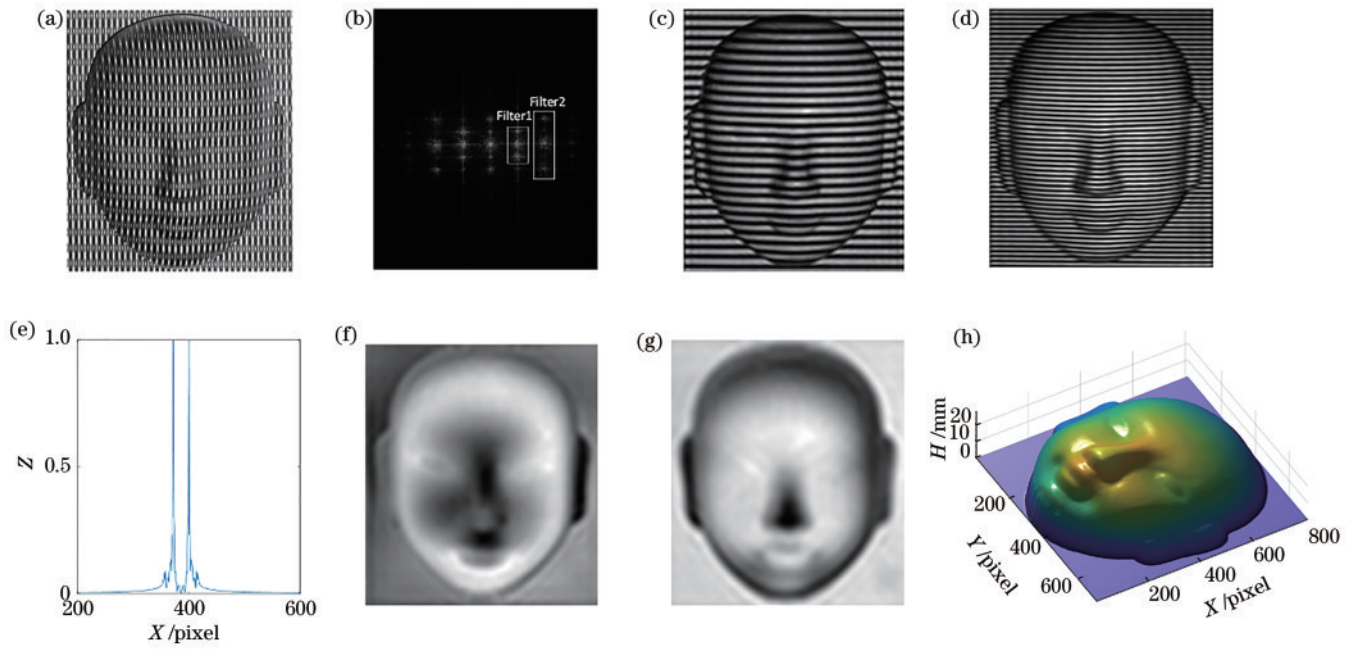 (a)
(b)
(c)
(d)
Filter1
Filter2
(e)
(f)
(g)
(h)
1.0
0.5
0
Z
200
400
600
X /pixel
20
10
0
H /mm
200
400
600
Y /pixel
200
400
600
800
X /pixel